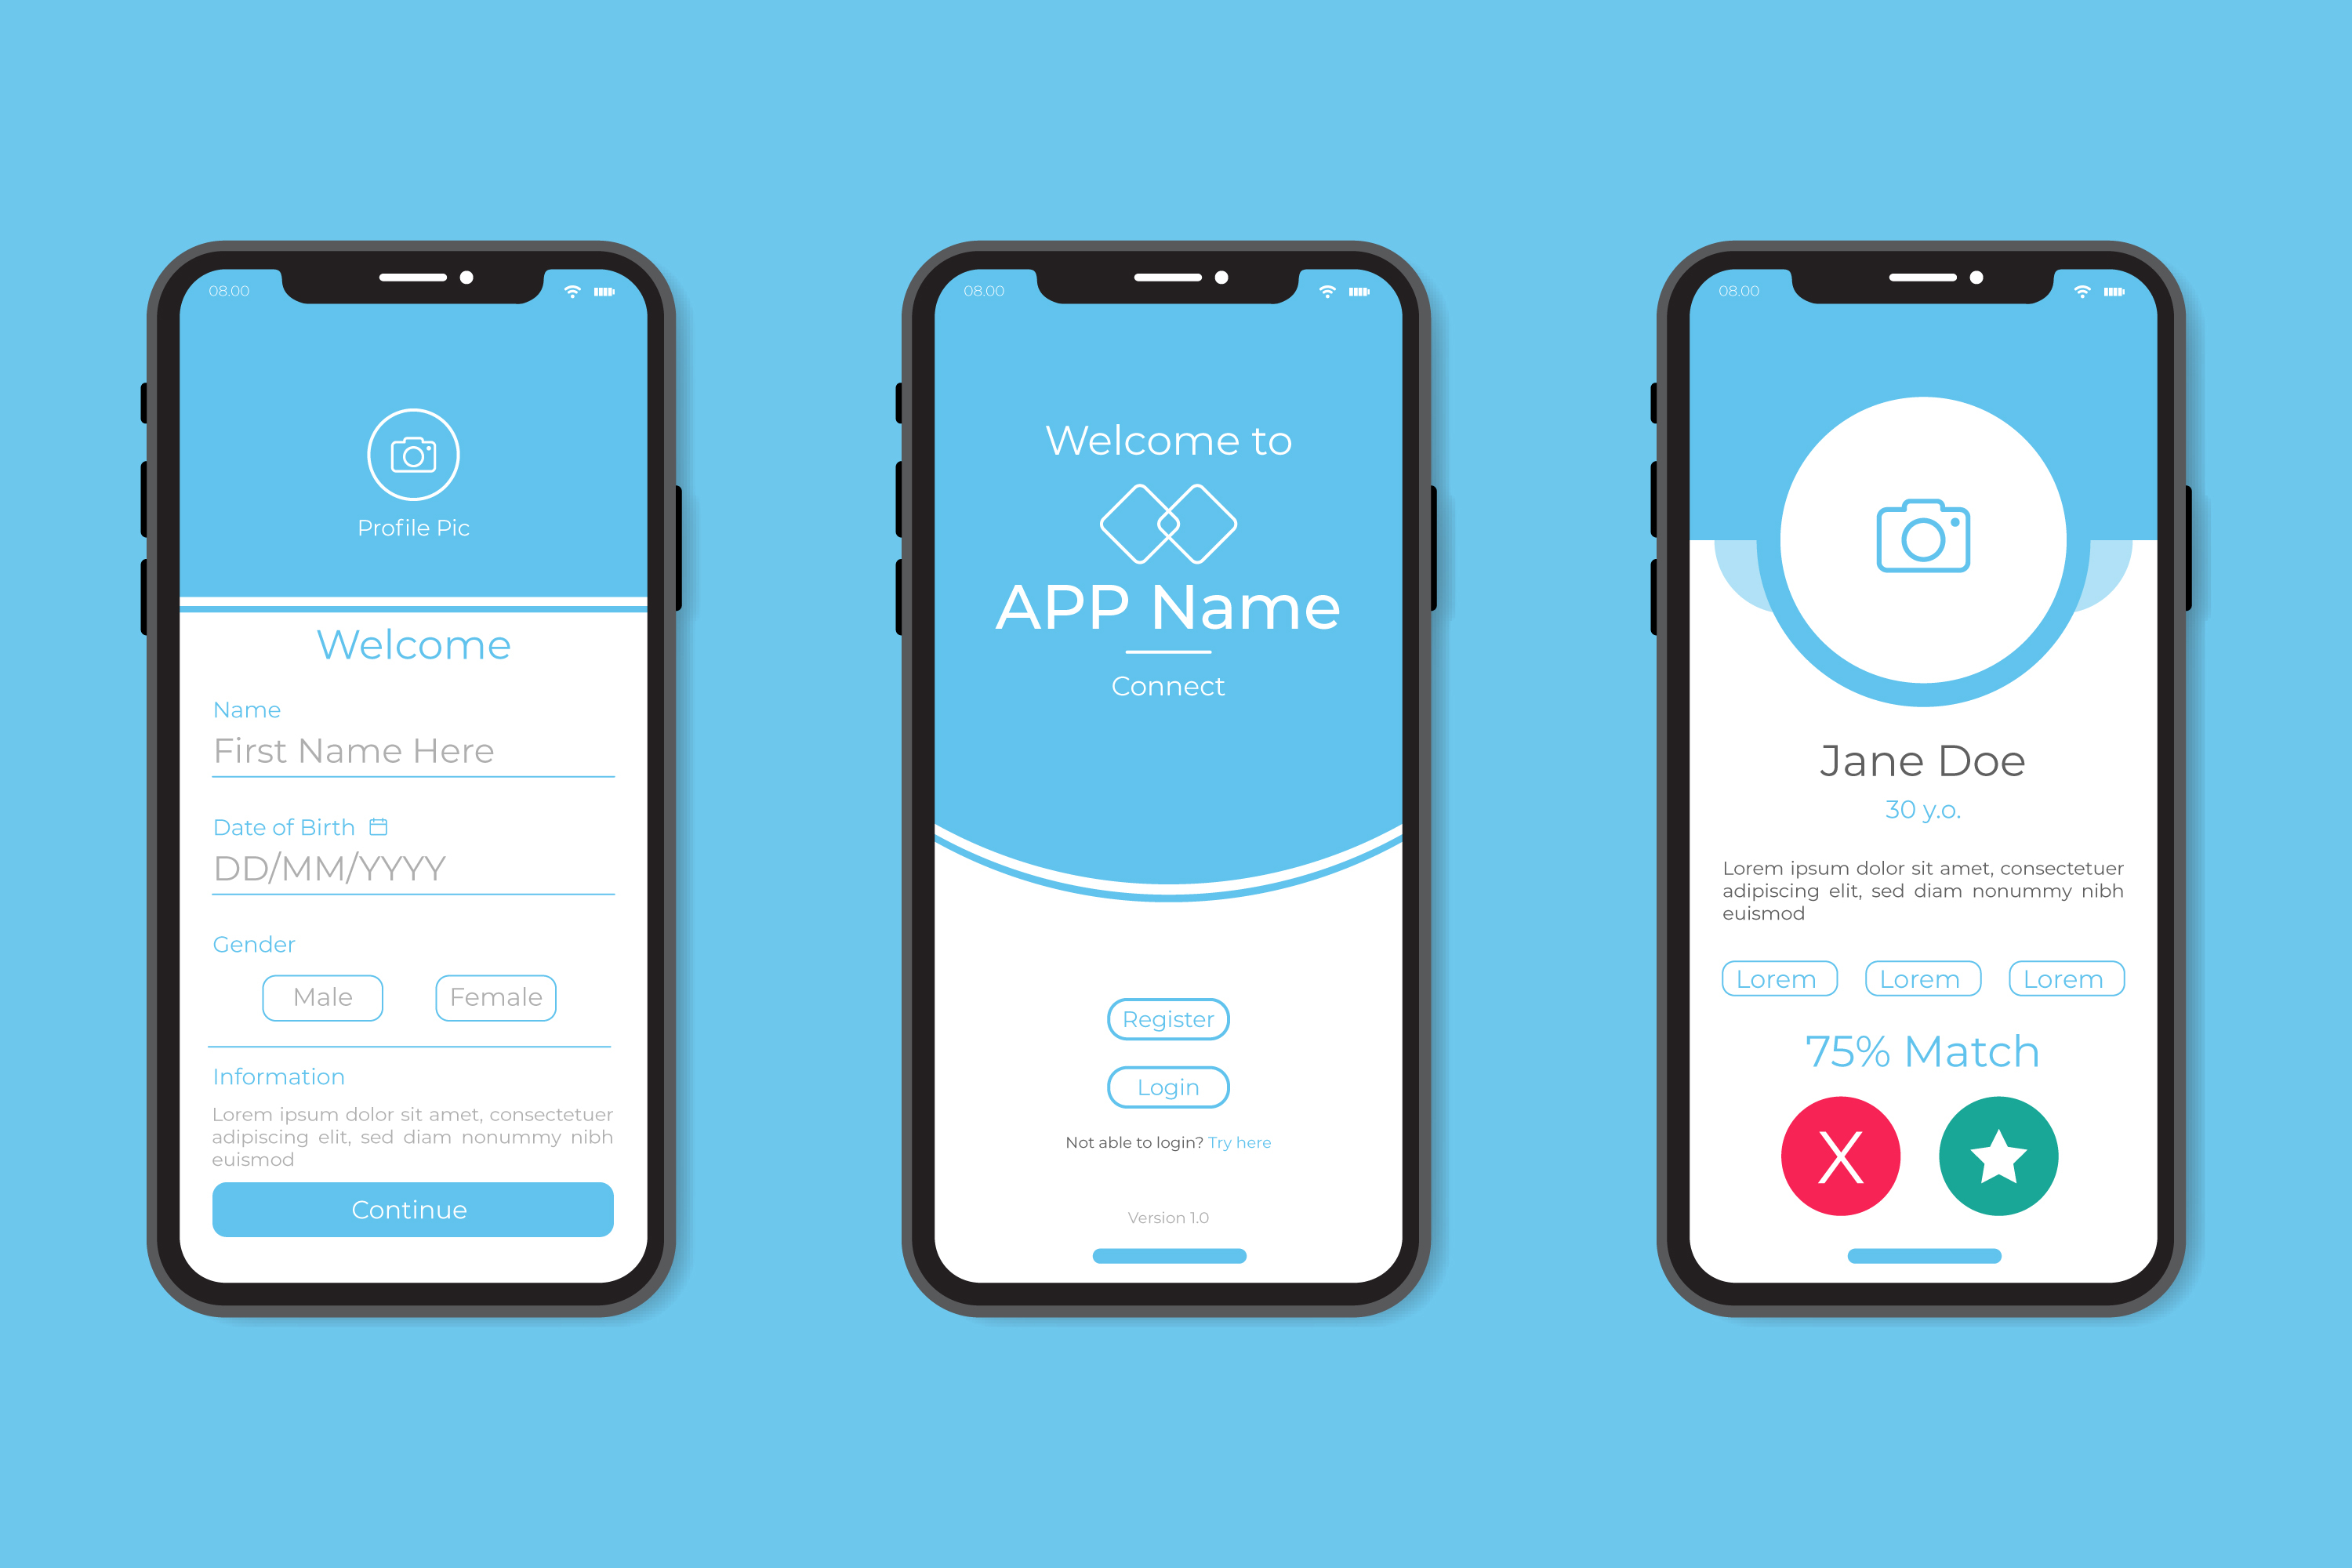 08.00
Profile Pic
Welcome
Name
First Name Here
Date of Birth
DD/MM/YYYY
Gender
Male Female
Information
Lorem ipsum dolor sit amet, consectetuer
adipiscing elit, sed diam nonummy nibh
euismod
Continue
08.00
Welcome to
APP Name
Connect
Register
Login
Not able to login? Try here
Version 1.0
08.00
Jane Doe
30 y.o.
Lorem ipsum dolor sit amet, consectetuer
adipiscing elit, sed diam nonummy nibh
euismod
Lorem Lorem Lorem
75% Match
X